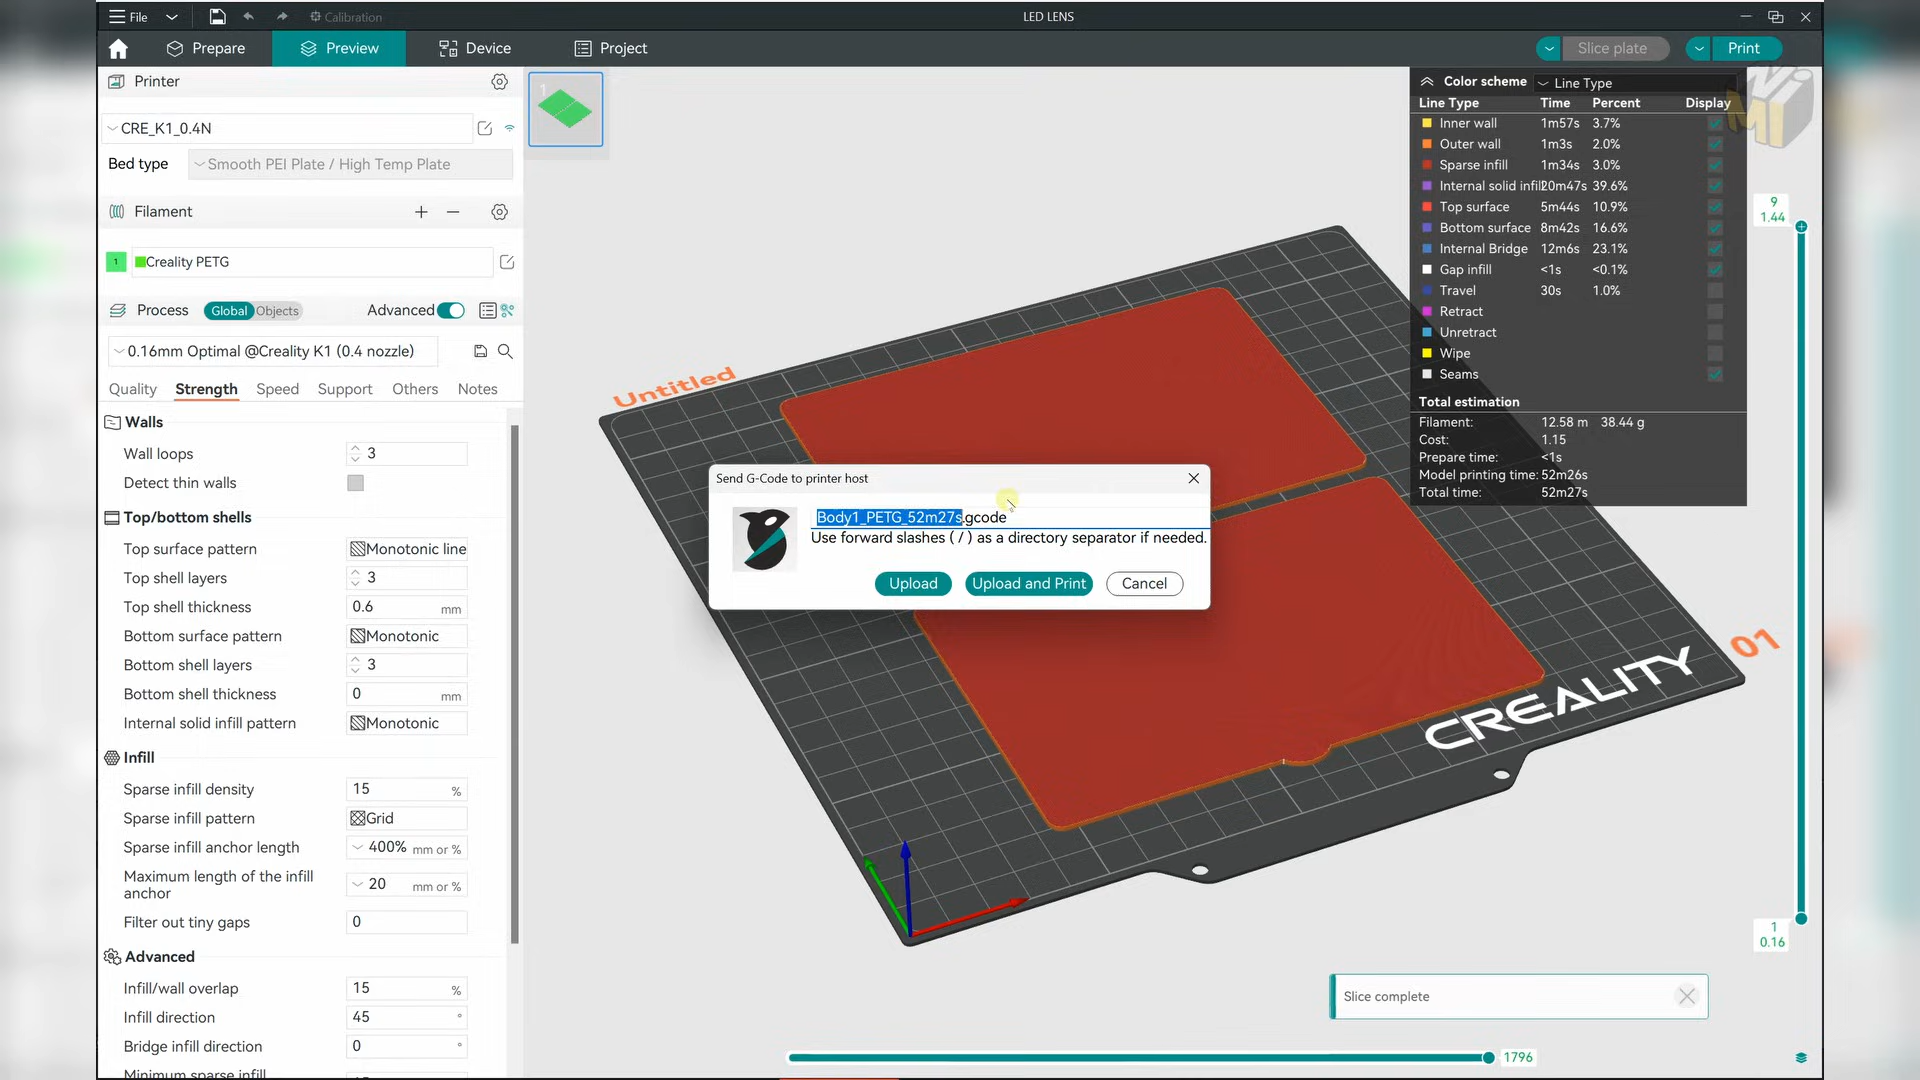 File
Calibration
LED LENS
Prepare
Preview
Device
Project
Slice plate
Print
Printer
CRE_K1_0.4N
Bed type
Smooth PEI Plate / High Temp Plate
Filament
1
Creality PETG
Process
Global
Objects
Advanced
0.16mm Optimal @Creality K1 (0.4 nozzle)
Quality
Strength
Speed
Support
Others
Notes
Walls
Wall loops
3
Detect thin walls
Top/bottom shells
Top surface pattern
Monotonic line
Top shell layers
3
Top shell thickness
0.6
mm
Bottom surface pattern
Monotonic
Bottom shell layers
3
Bottom shell thickness
0
mm
Internal solid infill pattern
Monotonic
Infill
Sparse infill density
15
%
Sparse infill pattern
Grid
Sparse infill anchor length
400%
mm or %
Maximum length of the infill
anchor
20
mm or %
Filter out tiny gaps
0
Advanced
Infill/wall overlap
15
%
Infill direction
45
°
Bridge infill direction
0
°
Minimum sparse infill
1
Untitled
Send G-Code to printer host
Body1_PETG_52m27s.gcode
Use forward slashes ( / ) as a directory separator if needed.
Upload
Upload and Print
Cancel
CREALITY
01
Color scheme
Line Type
Line Type Time Percent Display
Inner wall 1m57s 3.7%
Outer wall 1m3s 2.0%
Sparse infill 1m34s 3.0%
Internal solid infill 20m47s 39.6%
Top surface 5m44s 10.9%
Bottom surface 8m42s 16.6%
Internal Bridge 12m6s 23.1%
Gap infill <1s <0.1%
Travel 30s 1.0%
Retract
Unretract
Wipe
Seams
Total estimation
Filament: 12.58 m 38.44 g
Cost: 1.15
Prepare time: <1s
Model printing time: 52m26s
Total time: 52m27s
9
1.44
1
0.16
Slice complete
1796